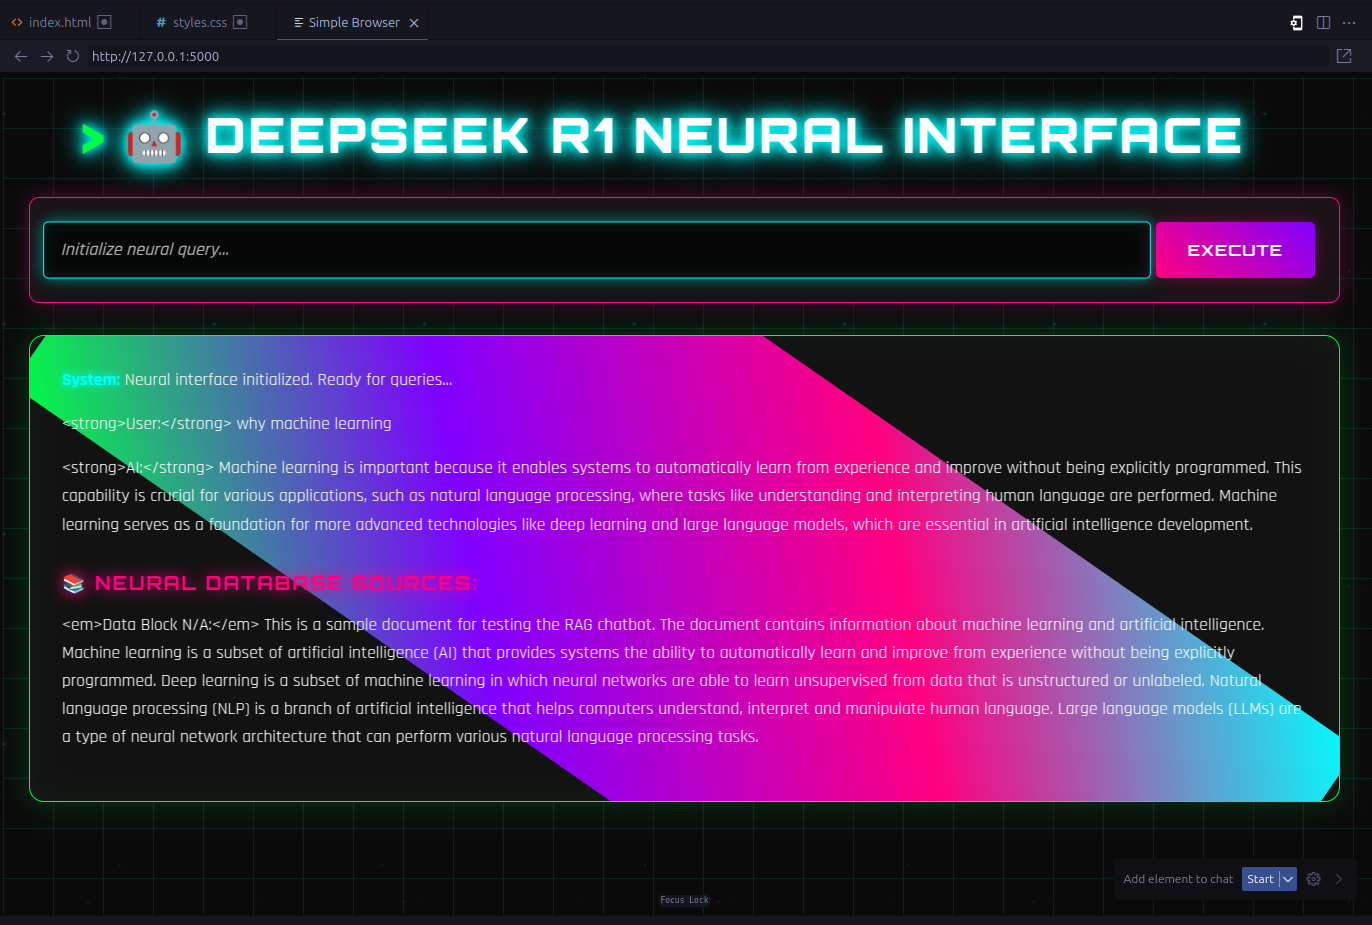 index.html
styles.css
Simple Browser
http://127.0.0.1:5000
> 🤖 DEEPSEEK R1 NEURAL INTERFACE
Initialize neural query...
EXECUTE
System: Neural interface initialized. Ready for queries...
<strong>User:</strong> why machine learning
<strong>AI:</strong> Machine learning is important because it enables systems to automatically learn from experience and improve without being explicitly programmed. This
capability is crucial for various applications, such as natural language processing, where tasks like understanding and interpreting human language are performed. Machine
learning serves as a foundation for more advanced technologies like deep learning and large language models, which are essential in artificial intelligence development.
📚 NEURAL DATABASE SOURCES:
<em>Data Block N/A:</em> This is a sample document for testing the RAG chatbot. The document contains information about machine learning and artificial intelligence.
Machine learning is a subset of artificial intelligence (AI) that provides systems the ability to automatically learn and improve from experience without being explicitly
programmed. Deep learning is a subset of machine learning in which neural networks are able to learn unsupervised from data that is unstructured or unlabeled. Natural
language processing (NLP) is a branch of artificial intelligence that helps computers understand, interpret and manipulate human language. Large language models (LLMs) are
a type of neural network architecture that can perform various natural language processing tasks.
Add element to chat
Start
Focus Lock